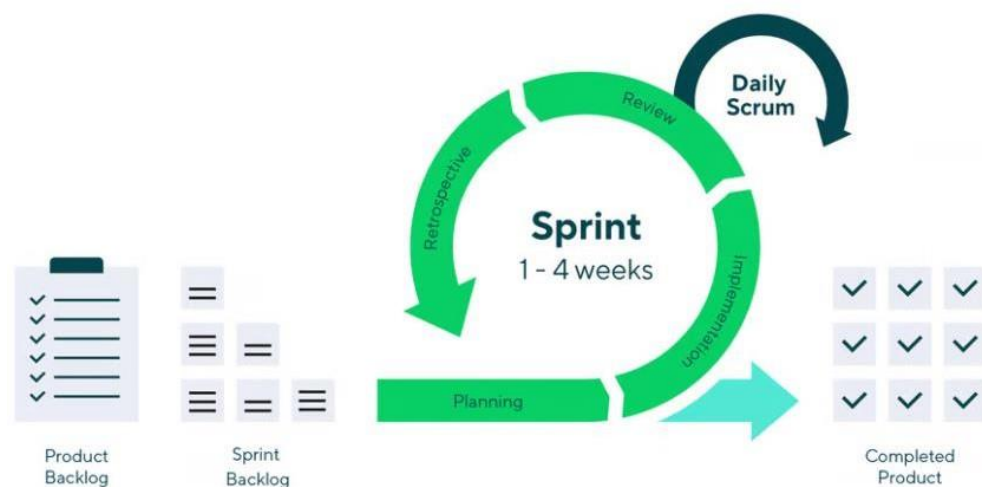 Daily
Scrum
Review
Retrospective
Sprint
1 - 4 weeks
Implementation
Planning
Product
Backlog
Sprint
Backlog
Completed
Product